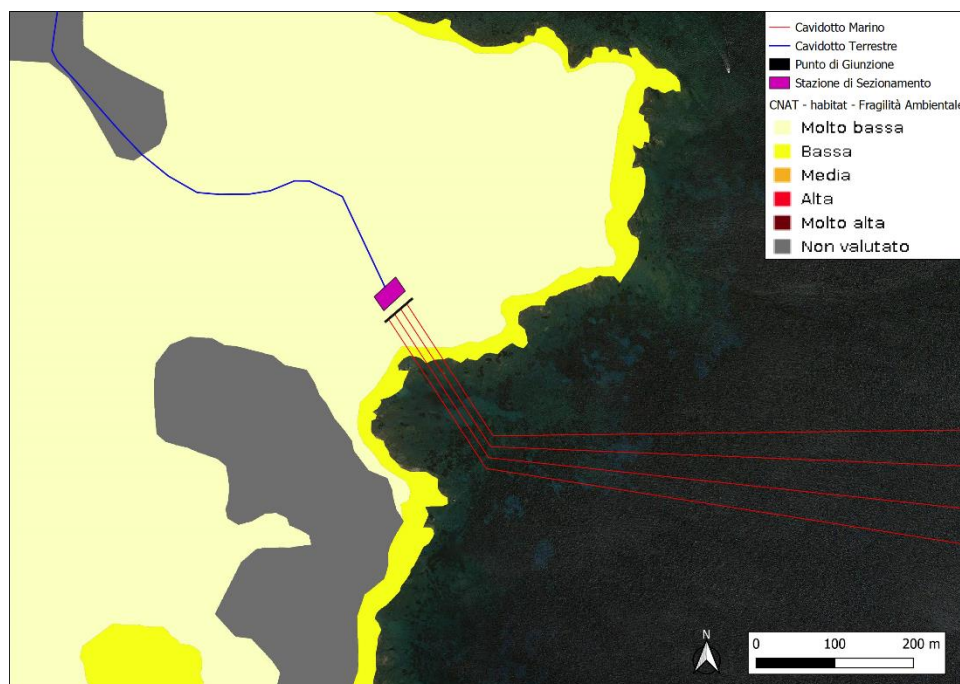 Cavidotto Marino
Cavidotto Terrestre
Punto di Giunzione
Stazione di Sezionamento
CNAT - habitat - Fragilità Ambientale
Molto bassa
Bassa
Media
Alta
Molto alta
Non valutato
N
0 100 200 m